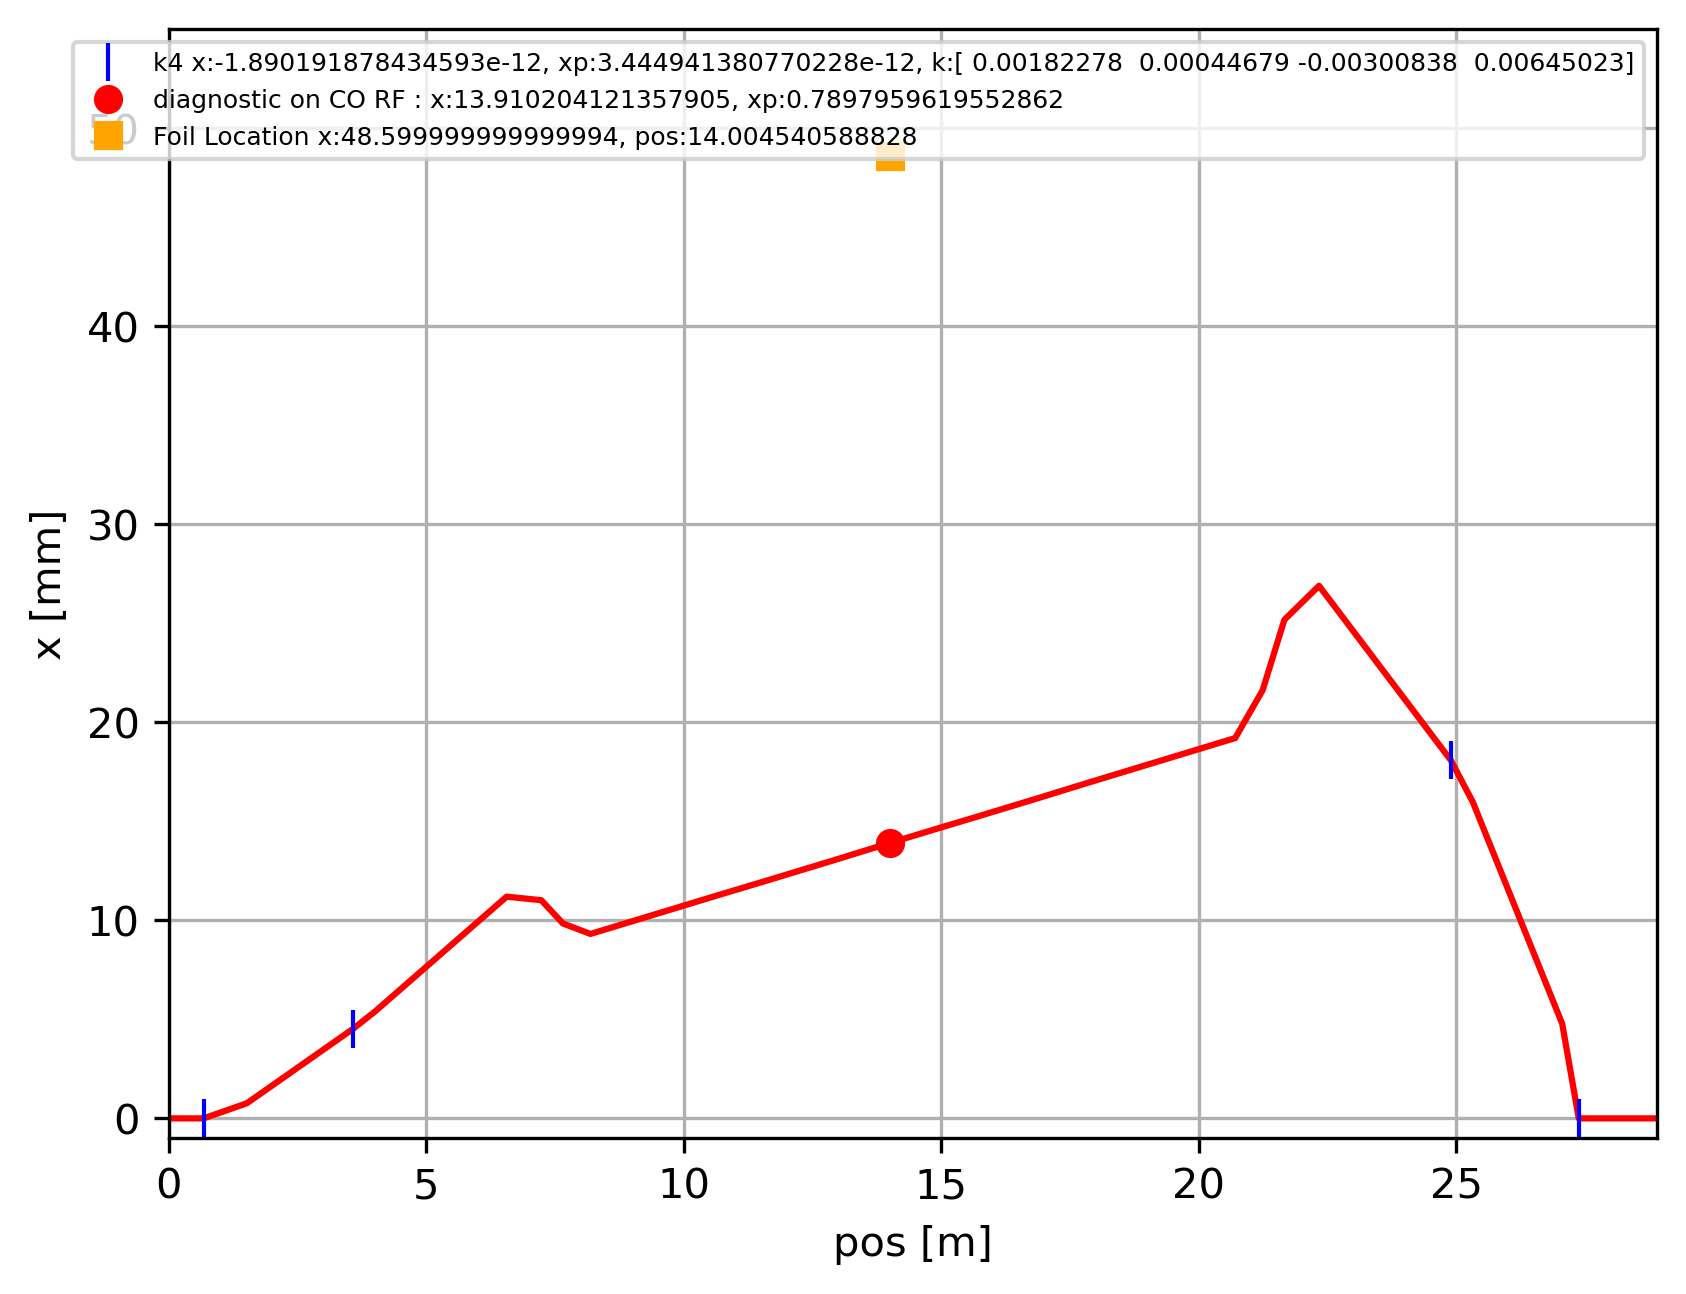 k4 x:-1.890191878434593e-12, xp:3.444941380770228e-12, k:[ 0.00182278  0.00044679 -0.00300838  0.00645023]
diagnostic on CO RF : x:13.910204121357905, xp:0.7897959619552862
Foil Location x:48.599999999999994, pos:14.004540588828
50
40
30
20
10
0
x [mm]
0 5 10 15 20 25
pos [m]